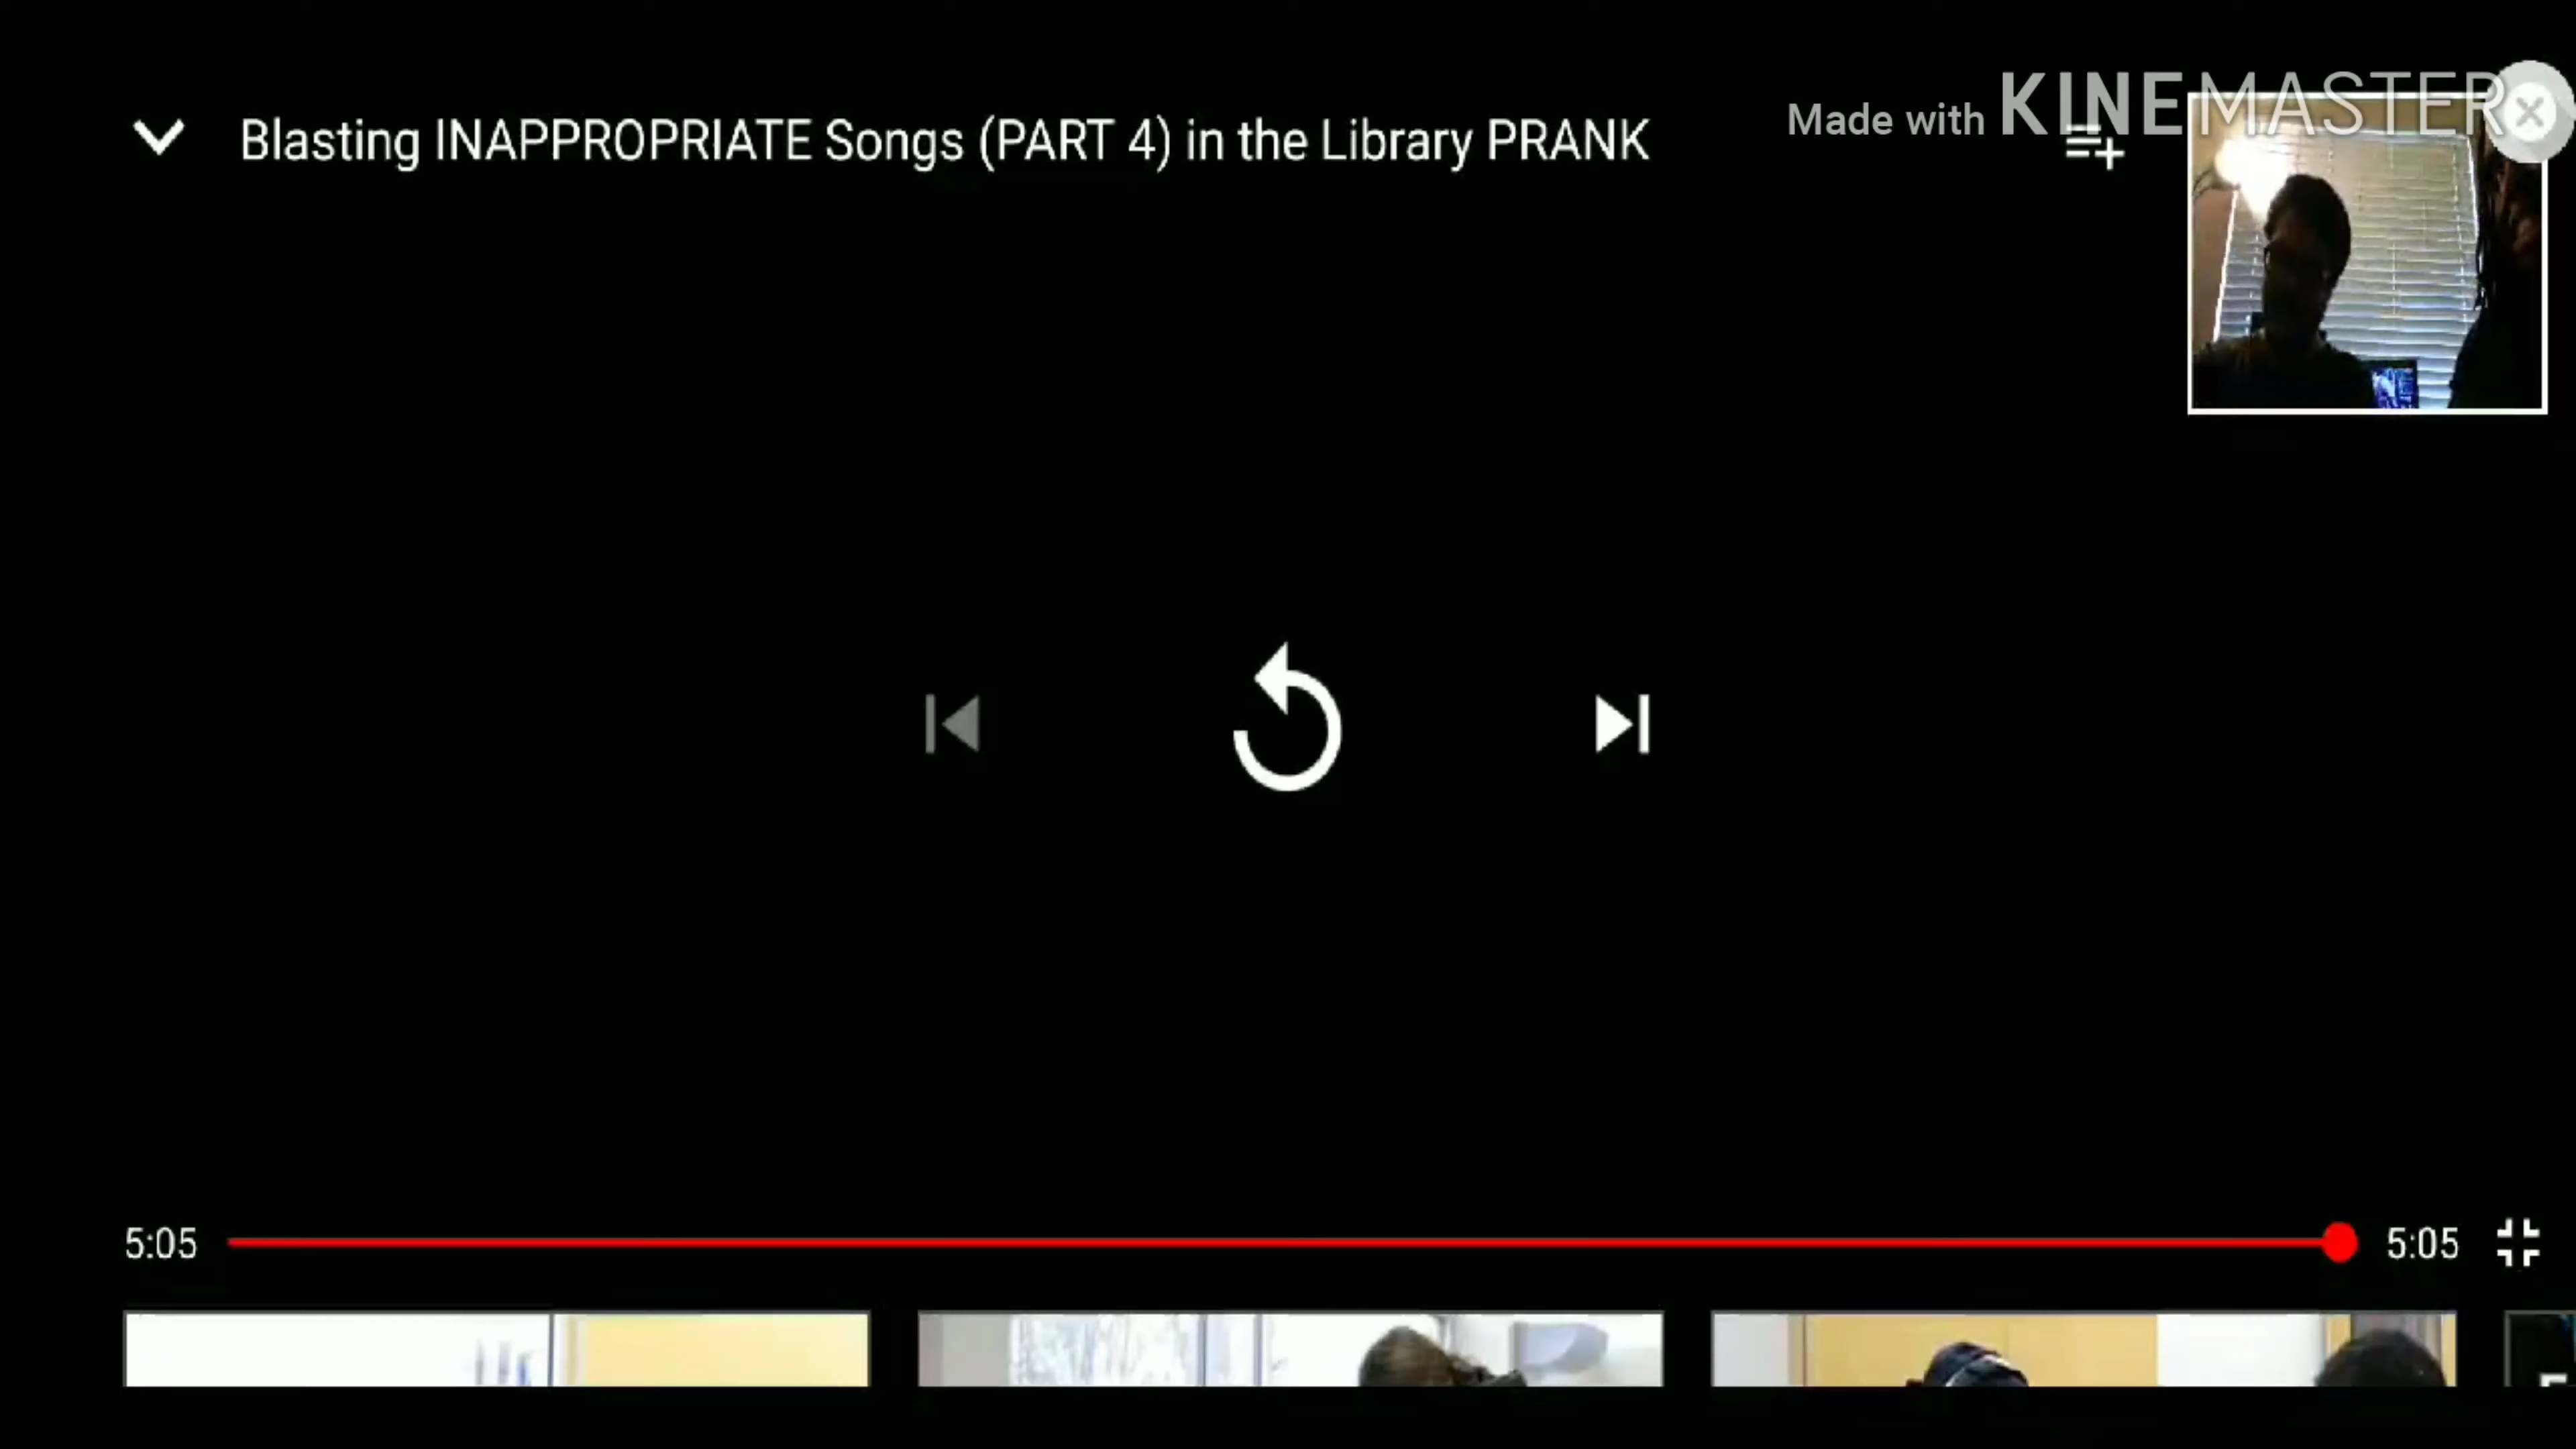 Made with KINEMASTER
Blasting INAPPROPRIATE Songs (PART 4) in the Library PRANK
5:05
5:05